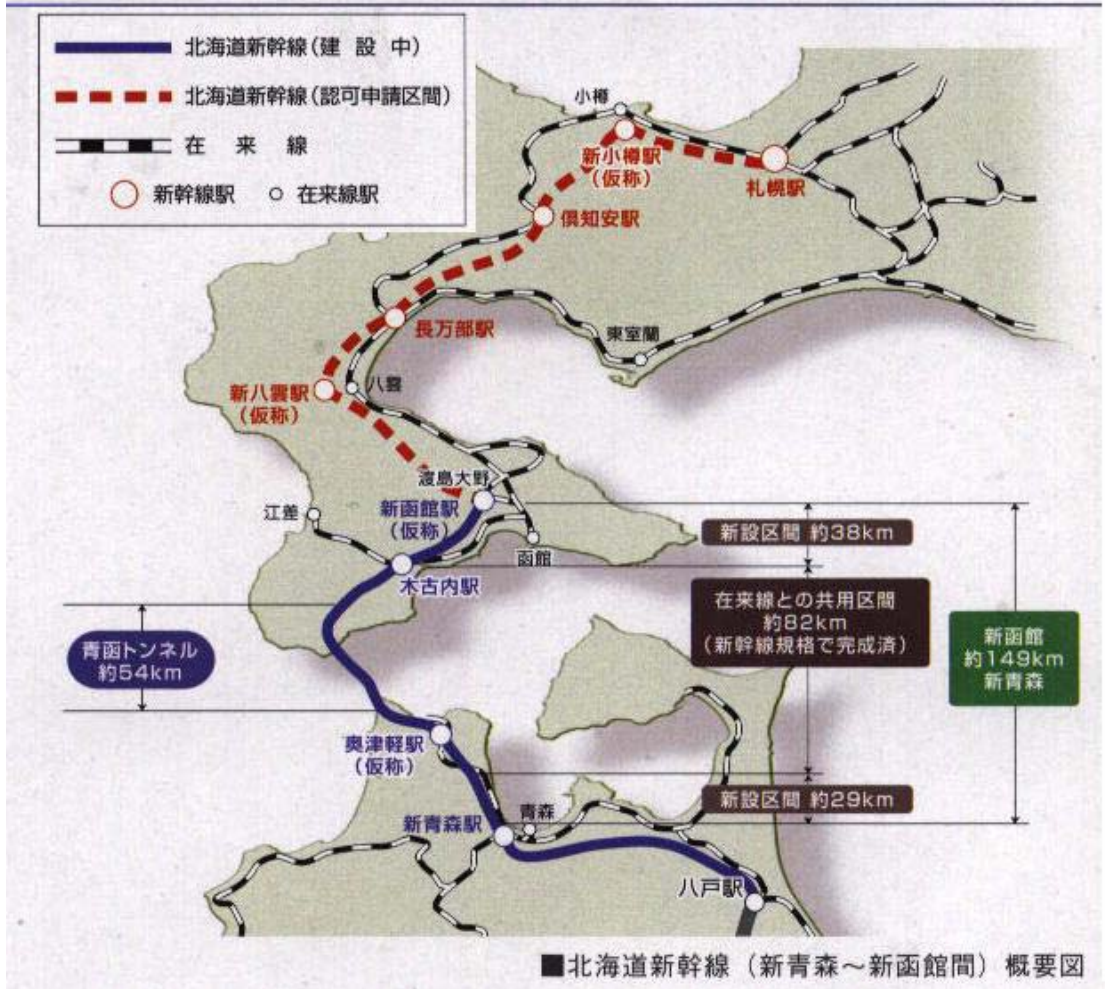 北海道新幹線(建設中)
北海道新幹線(認可申請区間)
在来線
新幹線駅
在来線駅
小樽
新小樽駅
(仮称)
札幌駅
倶知安駅
長万部駅
東室蘭
八雲
新八雲駅
(仮称)
渡島大野
新函館駅
(仮称)
江差
函館
木古内駅
新設区間 約38km
在来線との共用区間
約82km
(新幹線規格で完成済)
新函館
約149km
新青森
青函トンネル
約54km
奥津軽駅
(仮称)
新設区間 約29km
青森
新青森駅
八戸駅
■北海道新幹線(新青森~新函館間)概要図